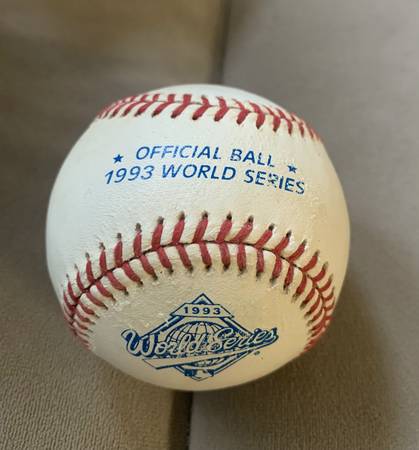 ★ OFFICIAL BALL ★
1993 WORLD SERIES
1993
World Series